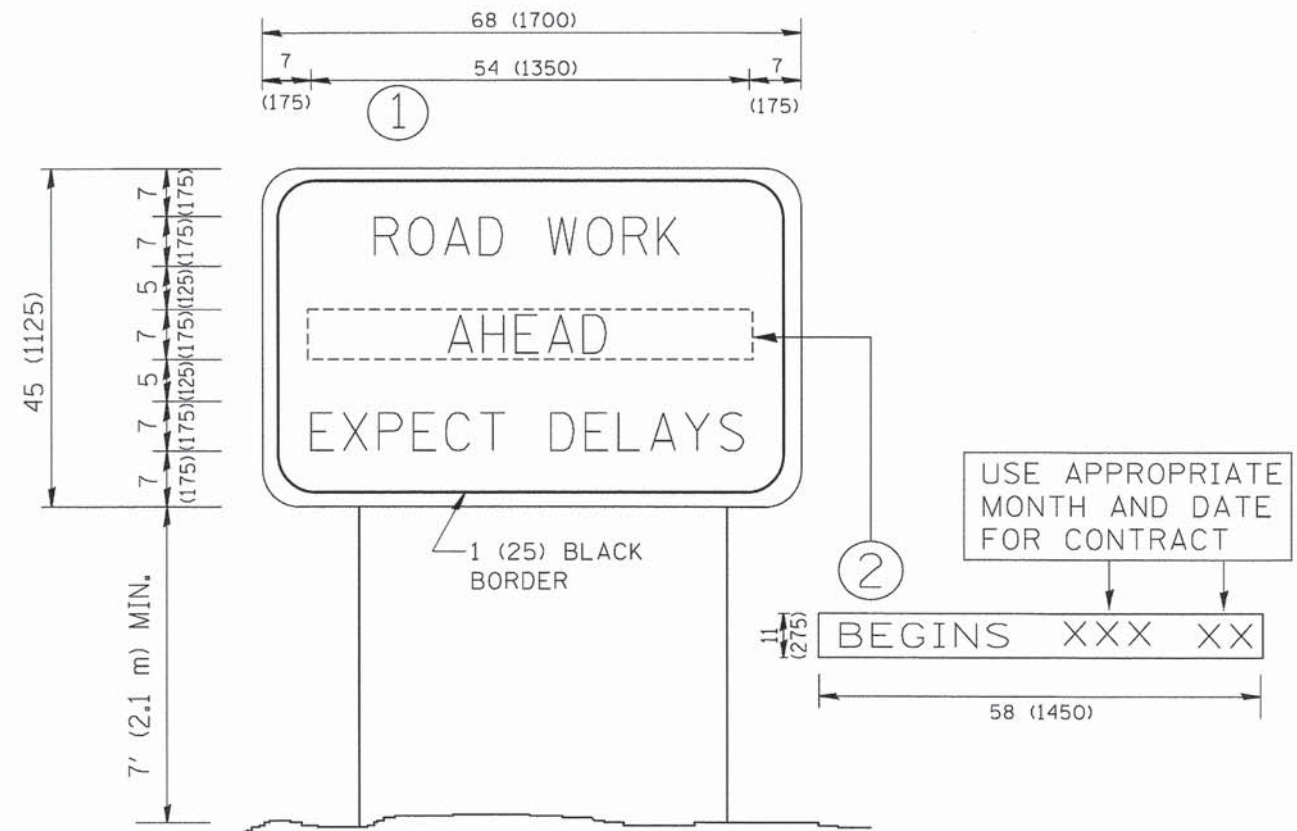 68 (1700)
7
54 (1350)
7
(175)
(175)
1
45 (1125)
7 (175)
7 (175)
5 (125)
7 (175)
5 (125)
7 (175)
7 (175)
ROAD WORK
AHEAD
EXPECT DELAYS
1 (25) BLACK
BORDER
7' (2.1 m) MIN.
2
USE APPROPRIATE
MONTH AND DATE
FOR CONTRACT
11
(275)
BEGINS XXX XX
58 (1450)